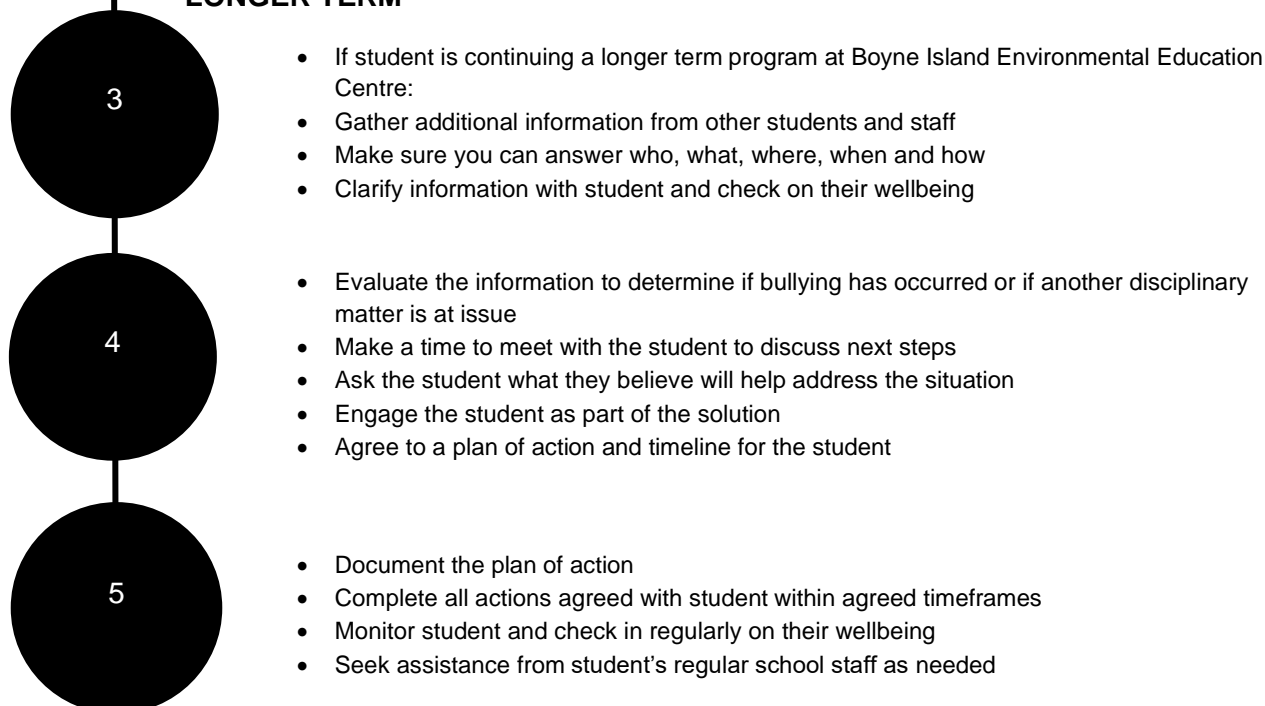 LONGER TERM
3
• If student is continuing a longer term program at Boyne Island Environmental Education
Centre:
• Gather additional information from other students and staff
• Make sure you can answer who, what, where, when and how
• Clarify information with student and check on their wellbeing
4
• Evaluate the information to determine if bullying has occurred or if another disciplinary
matter is at issue
• Make a time to meet with the student to discuss next steps
• Ask the student what they believe will help address the situation
• Engage the student as part of the solution
• Agree to a plan of action and timeline for the student
5
• Document the plan of action
• Complete all actions agreed with student within agreed timeframes
• Monitor student and check in regularly on their wellbeing
• Seek assistance from student’s regular school staff as needed